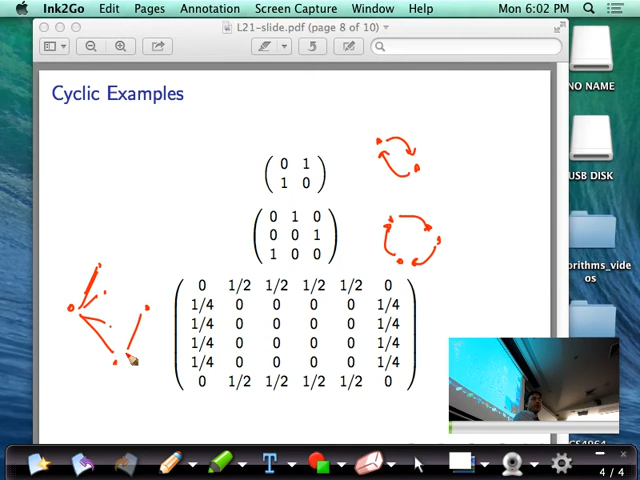 Ink2Go Edit Pages Annotation Screen Capture Window Help Mon 6:02 PM
L21-slide.pdf (page 8 of 10)
NO NAME
Cyclic Examples
0 1
1 0
USB DISK
0 1 0
0 0 1
1 0 0
orithms_vide
os
0 1/2 1/2 1/2 1/2 0
1/4 0 0 0 0 1/4
1/4 0 0 0 0 1/4
1/4 0 0 0 0 1/4
1/4 0 0 0 0 1/4
0 1/2 1/2 1/2 1/2 0
4 / 4